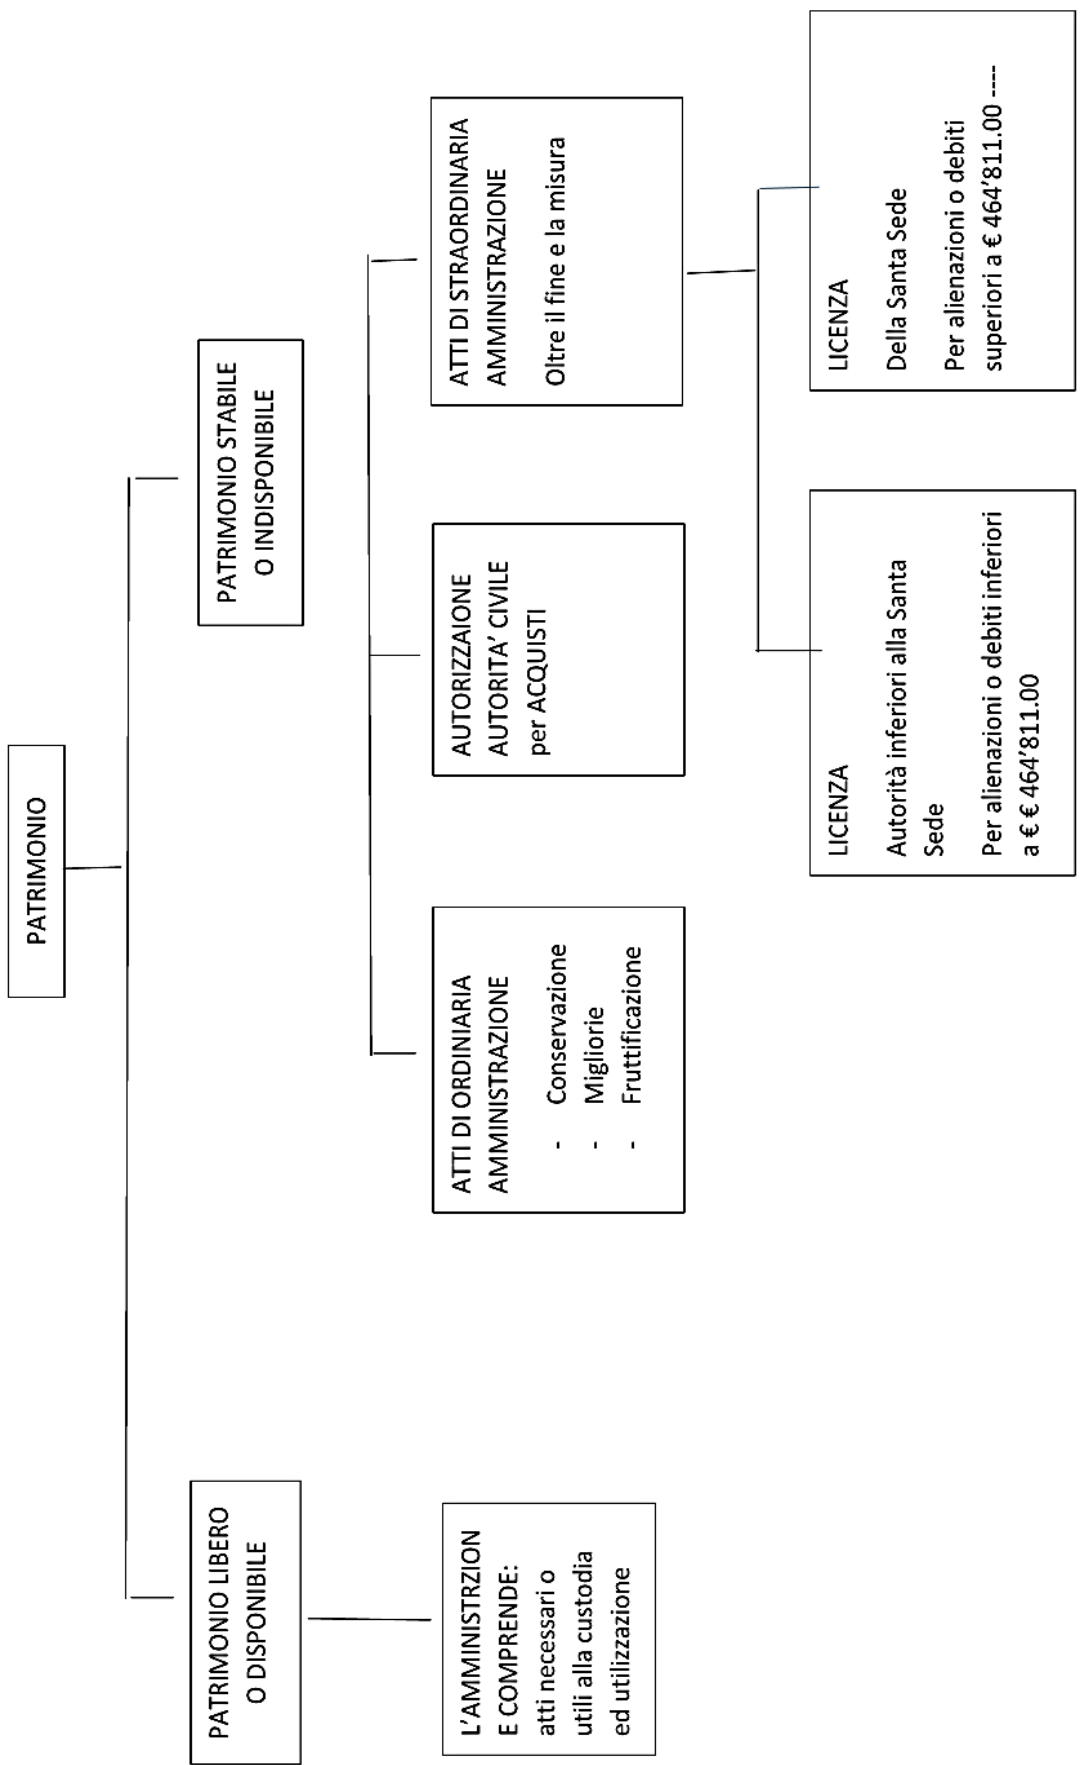 PATRIMONIO
PATRIMONIO LIBERO
O DISPONIBILE
PATRIMONIO STABILE
O INDISPONIBILE
L'AMMINISTRZION
E COMPRENDE:
atti necessari o
utili alla custodia
ed utilizzazione
ATTI DI ORDINIARIA
AMMINISTRAZIONE
- Conservazione
- Migliorie
- Fruttificazione
AUTORIZZAIONE
AUTORITA' CIVILE
per ACQUISTI
ATTI DI STRAORDINARIA
AMMINISTRAZIONE
Oltre il fine e la misura
LICENZA
Autorità inferiori alla Santa
Sede
Per alienazioni o debiti inferiori
a € € 464'811.00
LICENZA
Della Santa Sede
Per alienazioni o debiti
superiori a € 464'811.00 ----